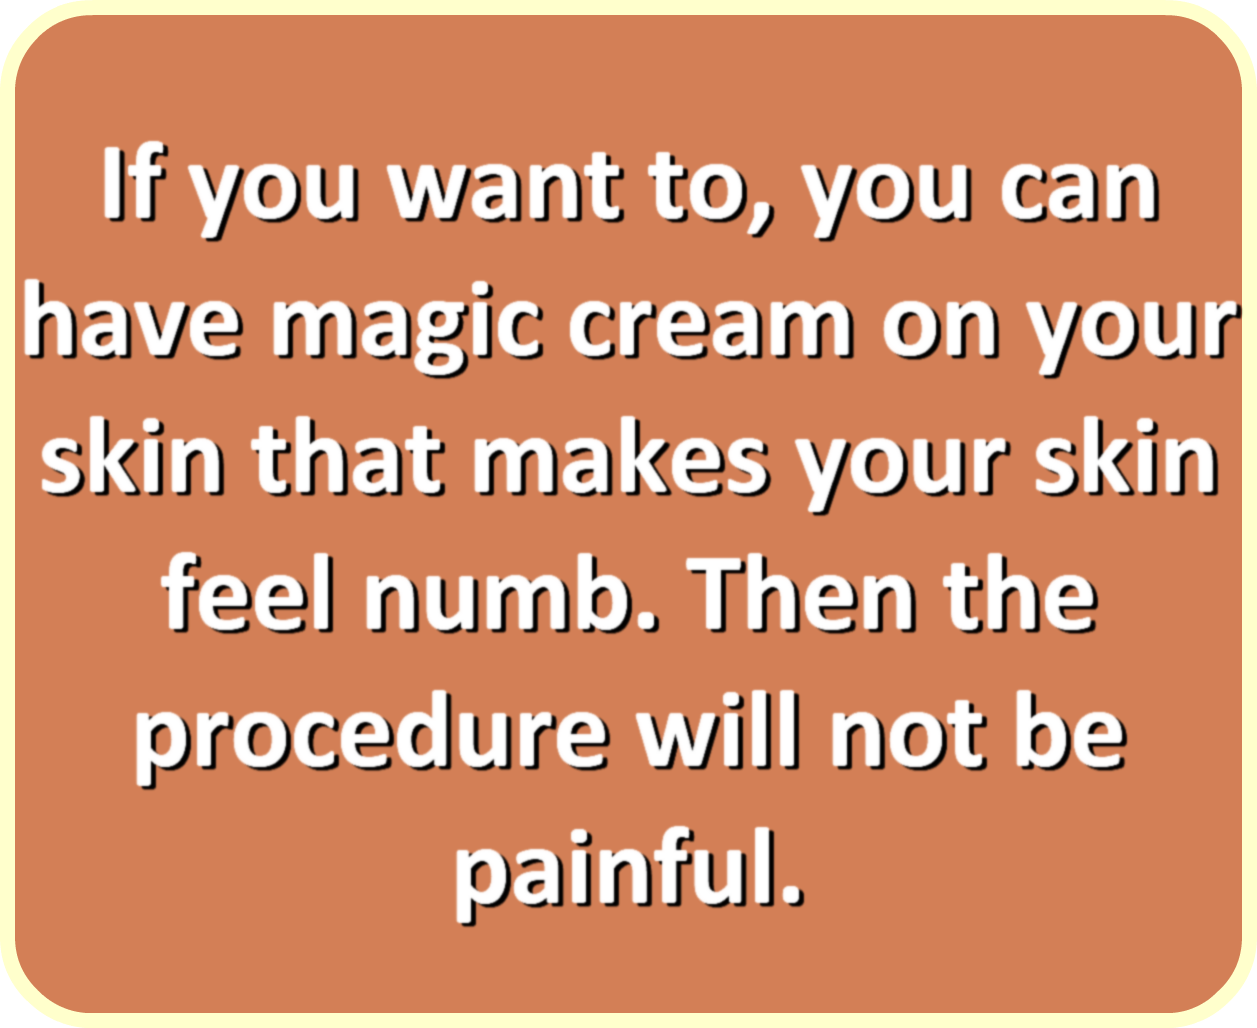 If you want to, you can
have magic cream on your
skin that makes your skin
feel numb. Then the
procedure will not be
painful.